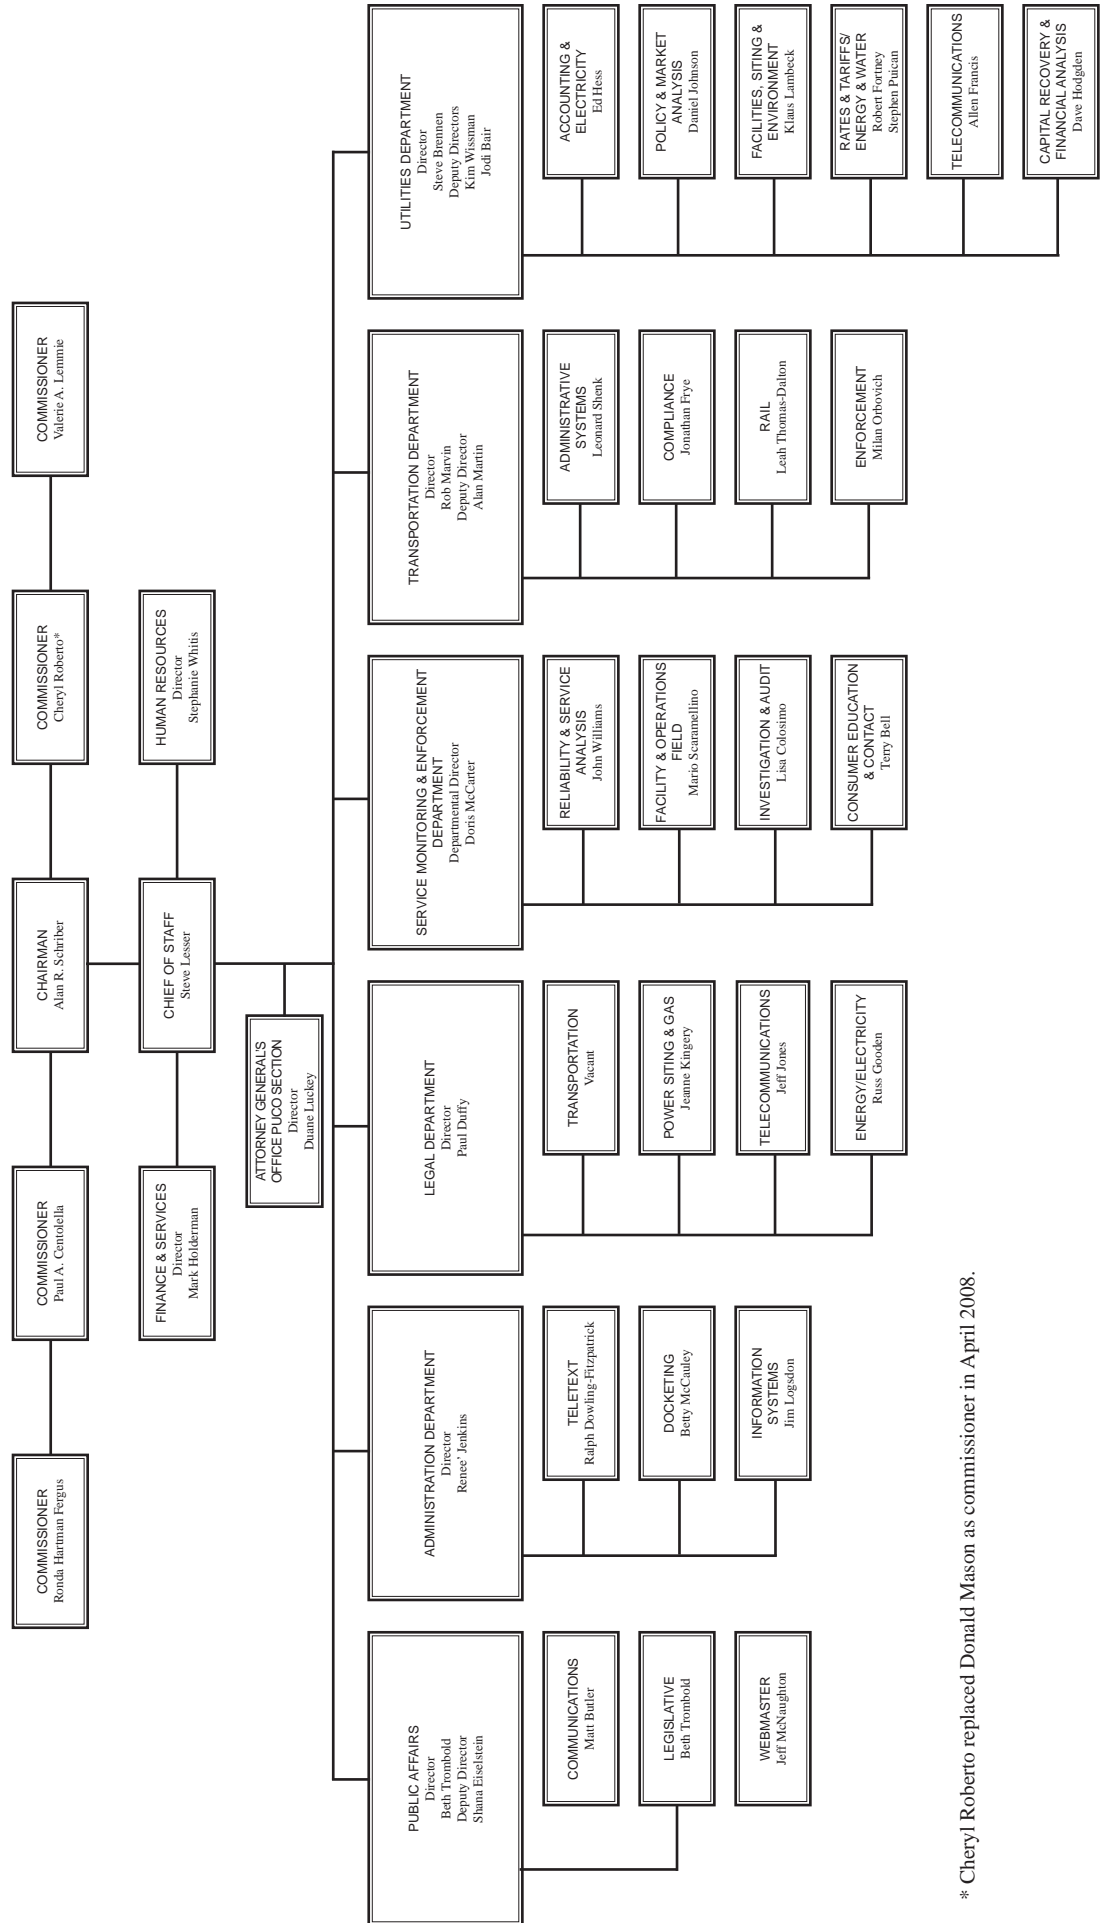 COMMISSIONER
Ronda Hartman Fergus
COMMISSIONER
Paul A. Centolella
CHAIRMAN
Alan R. Schriber
COMMISSIONER
Cheryl Roberto*
COMMISSIONER
Valerie A. Lemmie
FINANCE & SERVICES
Director
Mark Holderman
CHIEF OF STAFF
Steve Lesser
HUMAN RESOURCES
Director
Stephanie Whitis
ATTORNEY GENERAL'S
OFFICE PUCO SECTION
Director
Duane Luckey
PUBLIC AFFAIRS
Director
Beth Trombold
Deputy Director
Shana Eiselstein
COMMUNICATIONS
Matt Butler
LEGISLATIVE
Beth Trombold
WEBMASTER
Jeff McNaughton
ADMINISTRATION DEPARTMENT
Director
Renee' Jenkins
TELETEXT
Ralph Dowling-Fitzpatrick
DOCKETING
Betty McCauley
INFORMATION
SYSTEMS
Jim Logsdon
LEGAL DEPARTMENT
Director
Paul Duffy
TRANSPORTATION
Vacant
POWER SITING & GAS
Jeanne Kingery
TELECOMMUNICATIONS
Jeff Jones
ENERGY/ELECTRICITY
Russ Gooden
SERVICE MONITORING & ENFORCEMENT
DEPARTMENT
Departmental Director
Doris McCarter
RELIABILITY & SERVICE
ANALYSIS
John Williams
FACILITY & OPERATIONS
FIELD
Mario Scaramellino
INVESTIGATION & AUDIT
Lisa Colosimo
CONSUMER EDUCATION
& CONTACT
Terry Bell
TRANSPORTATION DEPARTMENT
Director
Rob Marvin
Deputy Director
Alan Martin
ADMINISTRATIVE
SYSTEMS
Leonard Shenk
COMPLIANCE
Jonathan Frye
RAIL
Leah Thomas-Dalton
ENFORCEMENT
Milan Orbovich
UTILITIES DEPARTMENT
Director
Steve Brennen
Deputy Directors
Kim Wissman
Jodi Bair
ACCOUNTING &
ELECTRICITY
Ed Hess
POLICY & MARKET
ANALYSIS
Daniel Johnson
FACILITIES, SITING &
ENVIRONMENT
Klaus Lambeck
RATES & TARIFFS/
ENERGY & WATER
Robert Fortney
Stephen Puican
TELECOMMUNICATIONS
Allen Francis
CAPITAL RECOVERY &
FINANCIAL ANALYSIS
Dave Hodgden
* Cheryl Roberto replaced Donald Mason as commissioner in April 2008.